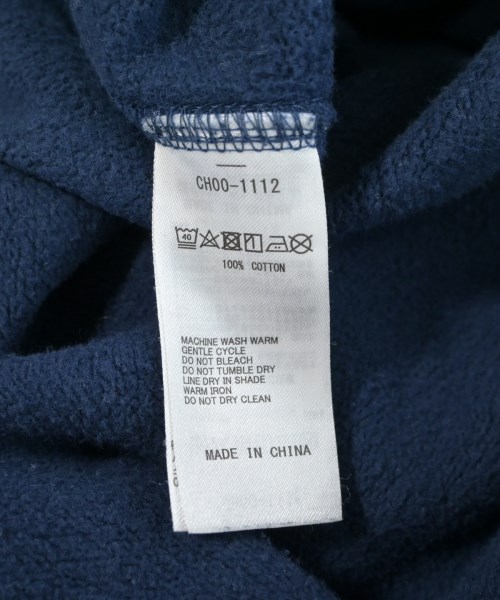 CH00-1112
40
100% COTTON
MACHINE WASH WARM
GENTLE CYCLE
DO NOT BLEACH
DO NOT TUMBLE DRY
LINE DRY IN SHADE
WARM IRON
DO NOT DRY CLEAN
MADE IN CHINA